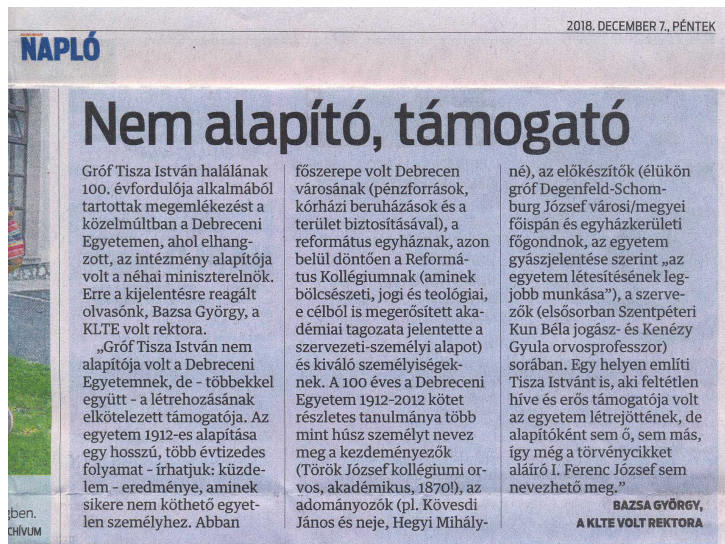 2018. DECEMBER 7., PÉNTEK
NAPLÓ
Nem alapító, támogató
Gróf Tisza István halálának
100. évfordulója alkalmából
tartottak megemlékezést a
közelmúltban a Debreceni
Egyetemen, ahol elhang-
zott, az intézmény alapítója
volt a néhai miniszterelnök.
Erre a kijelentésre reagált
olvasónk, Bazsa György, a
KLTE volt rektora.
„Gróf Tisza István nem
alapítója volt a Debreceni
Egyetemnek, de – többekkel
együtt – a létrehozásának
elkötelezett támogatója. Az
egyetem 1912-es alapítása
egy hosszú, több évtizedes
folyamat – írhatjuk: küzde-
lem – eredménye, aminek
sikere nem köthető egyet-
len személyhez. Abban
főszerepe volt Debrecen
városának (pénzforrások,
kórházi beruházások és a
terület biztosításával), a
református egyháznak, azon
belül döntően a Reformá-
tus Kollégiumnak (aminek
bölcsészeti, jogi és teológiai,
e célból is megerősített aka-
démiai tagozata jelentette a
szervezeti-személyi alapot)
és kiváló személyiségek-
nek. A 100 éves a Debreceni
Egyetem 1912-2012 kötet
részletes tanulmánya több
mint húsz személyt nevez
meg a kezdeményezők
(Török József kollégiumi or-
vos, akadémikus, 1870!), az
adományozók (pl. Kövesdi
János és neje, Hegyi Mihály-
né), az előkészítők (élükön
gróf Degenfeld-Schom-
burg József városi/megyei
főispán és egyházkerületi
főgondnok, az egyetem
gyászjelentése szerint „az
egyetem létesítésének leg-
jobb munkása”), a szerve-
zők (elsősorban Szentpéteri
Kun Béla jogász- és Kenézy
Gyula orvosprofesszor)
sorában. Egy helyen említi
Tisza Istvánt is, aki feltétlen
híve és erős támogatója volt
az egyetem létrejöttének, de
alapítóként sem ő, sem más,
így még a törvénycikket
aláíró I. Ferenc József sem
nevezhető meg.”
BAZSA GYÖRGY,
A KLTE VOLT REKTORA
gben.
CHÍVUM